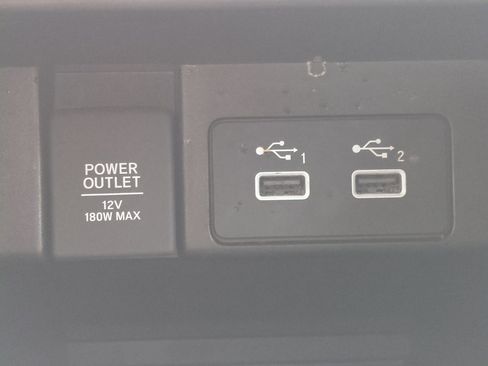 POWER
OUTLET
12V
180W MAX
1
2